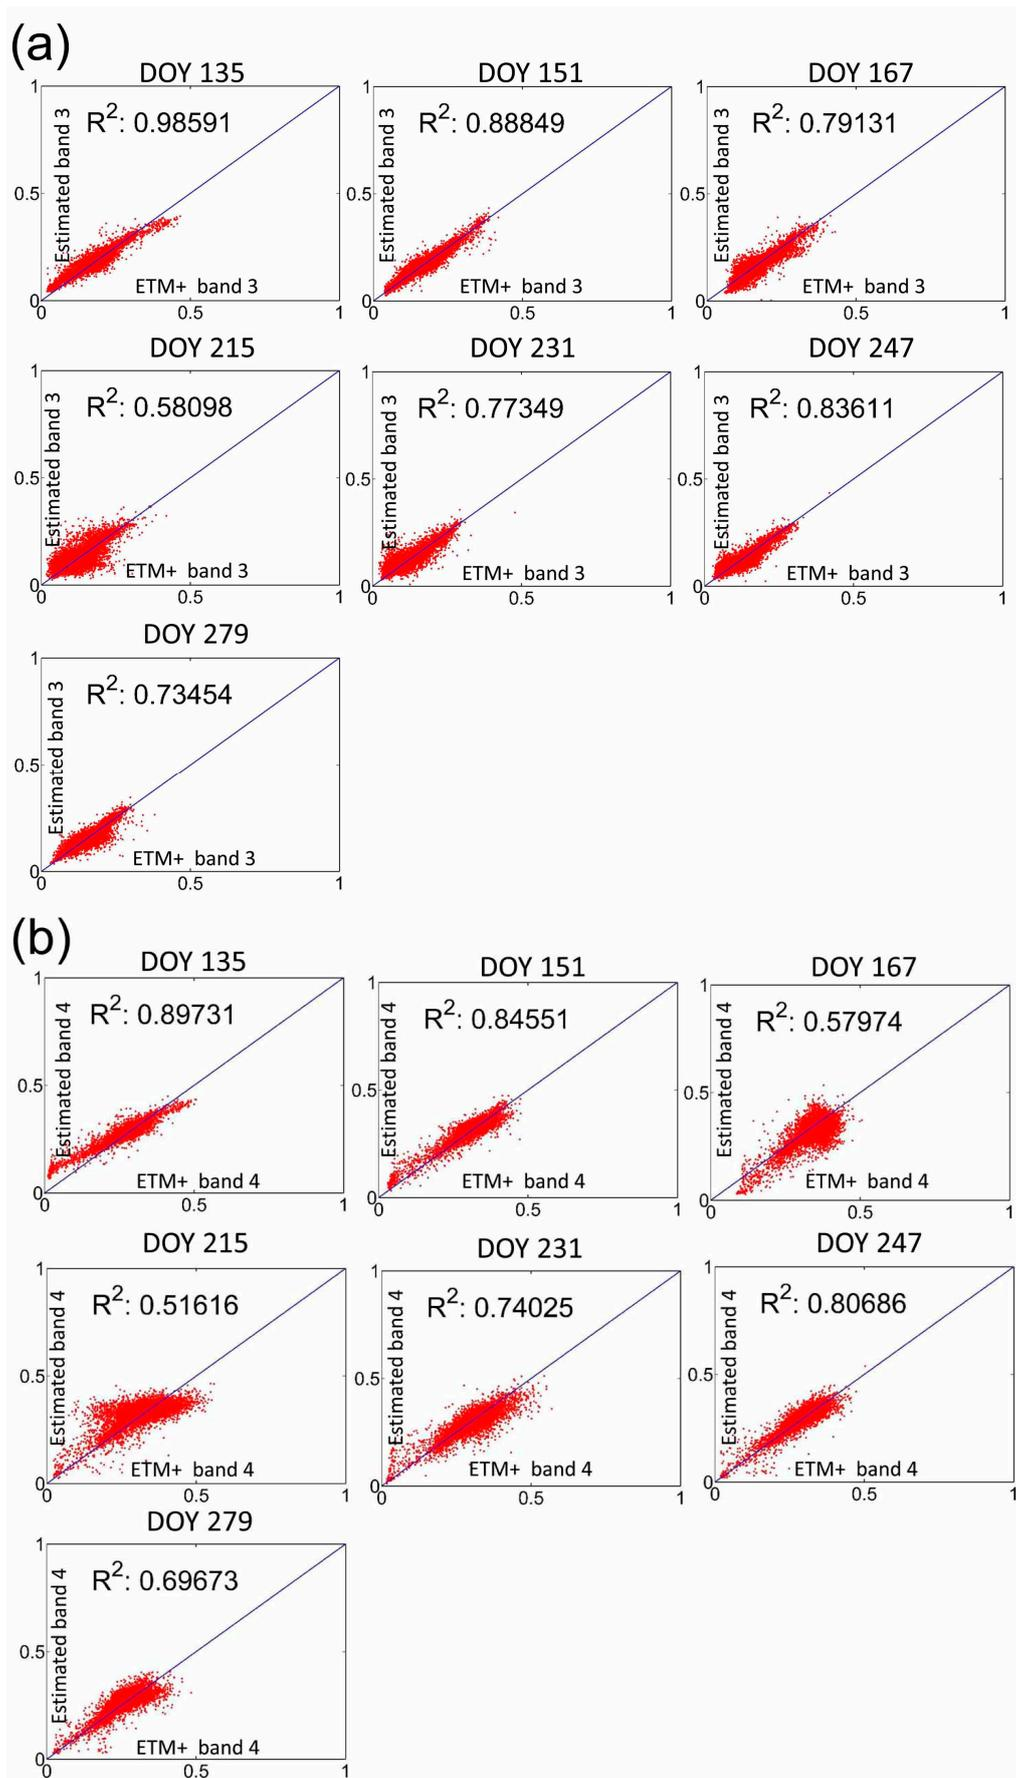 (a)
DOY 135 DOY 151 DOY 167
1 1 1
R2: 0.98591 R2: 0.88849 R2: 0.79131
Estimated band 3 Estimated band 3 Estimated band 3
0.5 0.5 0.5
ETM+ band 3 ETM+ band 3 ETM+ band 3
0 0 0
0 0.5 1 0 0.5 1 0 0.5 1
DOY 215 DOY 231 DOY 247
1 1 1
R2: 0.58098 R2: 0.77349 R2: 0.83611
Estimated band 3 Estimated band 3 Estimated band 3
0.5 0.5 0.5
ETM+ band 3 ETM+ band 3 ETM+ band 3
0 0 0
0 0.5 1 0 0.5 1 0 0.5 1
DOY 279
1
R2: 0.73454
Estimated band 3
0.5
ETM+ band 3
0
0 0.5 1
(b)
DOY 135 DOY 151 DOY 167
1 1 1
R2: 0.89731 R2: 0.84551 R2: 0.57974
Estimated band 4 Estimated band 4 Estimated band 4
0.5 0.5 0.5
ETM+ band 4 ETM+ band 4 ETM+ band 4
0 0 0
0 0.5 1 0 0.5 1 0 0.5 1
DOY 215 DOY 231 DOY 247
1 1 1
R2: 0.51616 R2: 0.74025 R2: 0.80686
Estimated band 4 Estimated band 4 Estimated band 4
0.5 0.5 0.5
ETM+ band 4 ETM+ band 4 ETM+ band 4
0 0 0
0 0.5 1 0 0.5 1 0 0.5 1
DOY 279
1
R2: 0.69673
Estimated band 4
0.5
ETM+ band 4
0
0 0.5 1